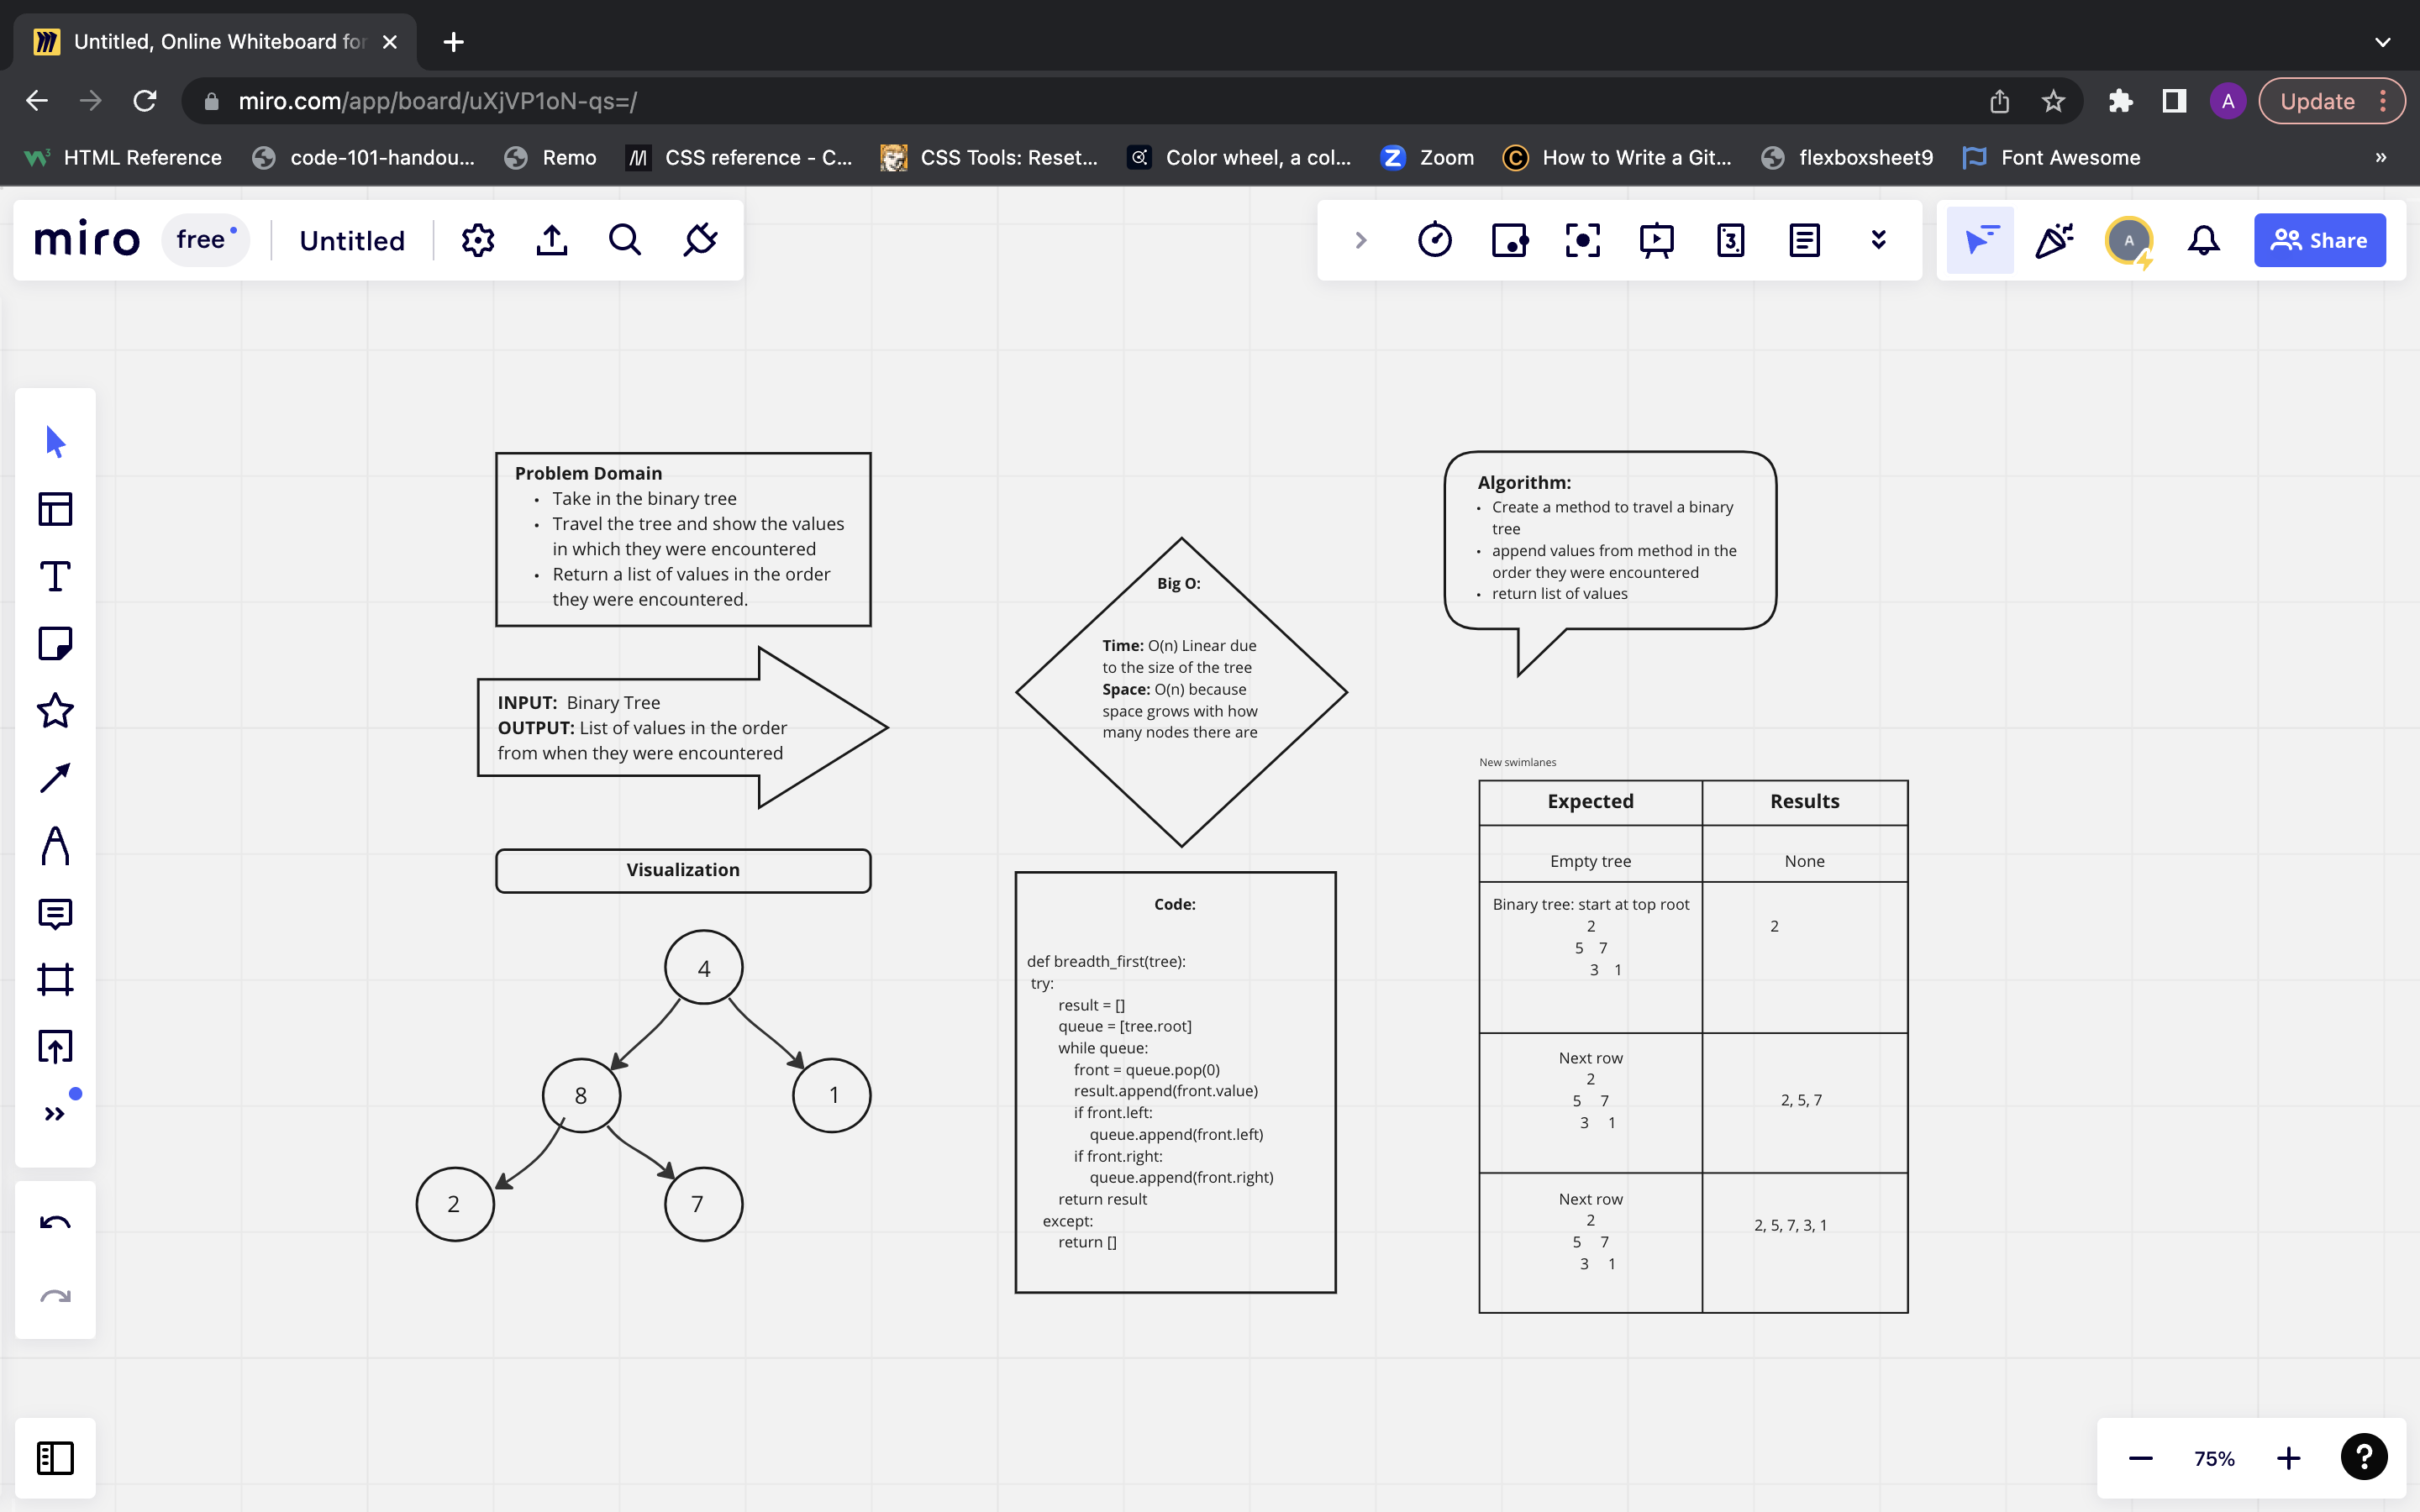 Untitled, Online Whiteboard for
miro.com/app/board/uXjVP1oN-qs=/
A
Update
HTML Reference
code-101-handou...
Remo
CSS reference - C...
CSS Tools: Reset...
Color wheel, a col...
Zoom
How to Write a Git...
flexboxsheet9
Font Awesome
»
miro
free
Untitled
3
A
Share
Problem Domain
• Take in the binary tree
• Travel the tree and show the values
in which they were encountered
• Return a list of values in the order
they were encountered.
INPUT: Binary Tree
OUTPUT: List of values in the order
from when they were encountered
Visualization
4
8
1
2
7
Big O:
Time: O(n) Linear due
to the size of the tree
Space: O(n) because
space grows with how
many nodes there are
Code:
def breadth_first(tree):
try:
result = []
queue = [tree.root]
while queue:
front = queue.pop(0)
result.append(front.value)
if front.left:
queue.append(front.left)
if front.right:
queue.append(front.right)
return result
except:
return []
Algorithm:
• Create a method to travel a binary
tree
• append values from method in the
order they were encountered
• return list of values
New swimlanes
Expected Results
Empty tree None
Binary tree: start at top root
2 2
5 7
3 1
Next row
2
5 7 2, 5, 7
3 1
Next row
2 2, 5, 7, 3, 1
5 7
3 1
75%
?